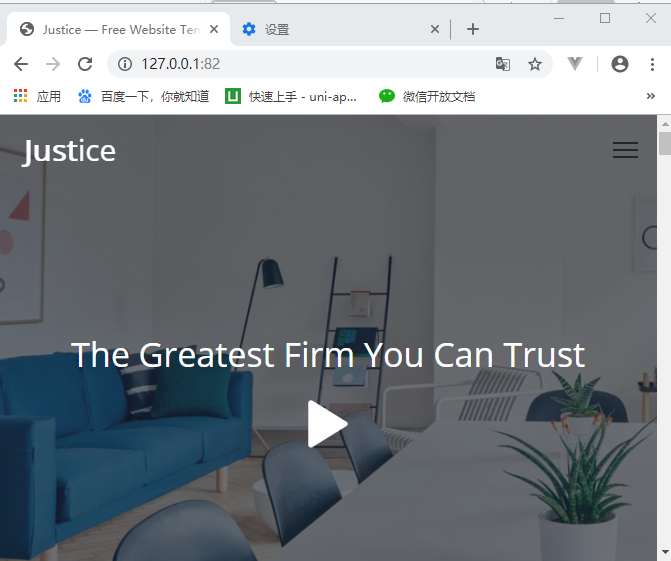 Justice — Free Website Ten
设置
127.0.0.1:82
应用
百度一下，你就知道
快速上手 - uni-ap...
微信开放文档
»
Justice
The Greatest Firm You Can Trust